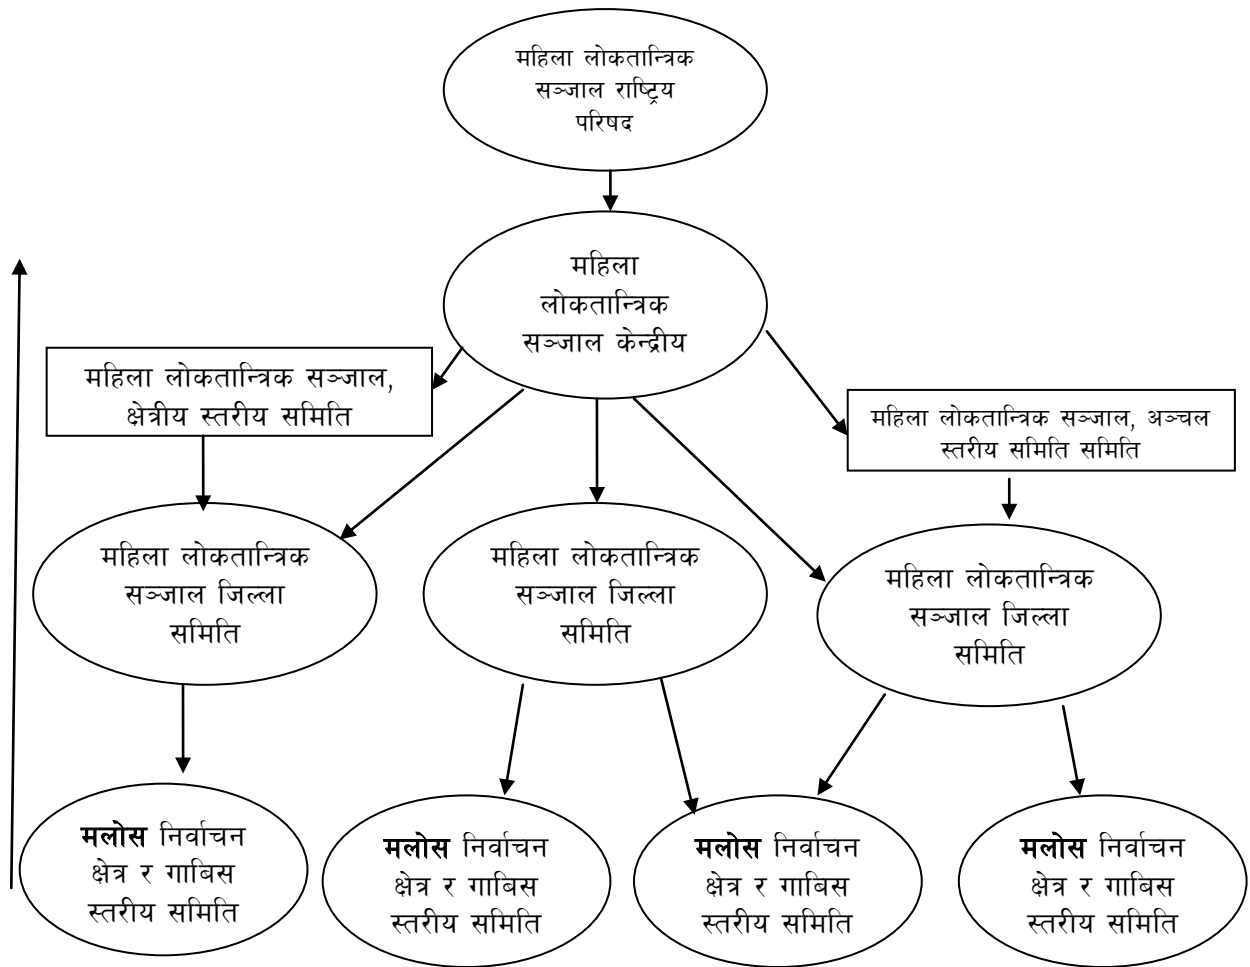 महिला लोकतान्त्रिक
सञ्जाल राष्ट्रिय
परिषद
महिला
लोकतान्त्रिक
सञ्जाल केन्द्रीय
महिला लोकतान्त्रिक सञ्जाल,
क्षेत्रीय स्तरीय समिति
महिला लोकतान्त्रिक सञ्जाल, अञ्चल
स्तरीय समिति समिति
महिला लोकतान्त्रिक
सञ्जाल जिल्ला
समिति
महिला लोकतान्त्रिक
सञ्जाल जिल्ला
समिति
महिला लोकतान्त्रिक
सञ्जाल जिल्ला
समिति
मलोस निर्वाचन
क्षेत्र र गाबिस
स्तरीय समिति
मलोस निर्वाचन
क्षेत्र र गाबिस
स्तरीय समिति
मलोस निर्वाचन
क्षेत्र र गाबिस
स्तरीय समिति
मलोस निर्वाचन
क्षेत्र र गाबिस
स्तरीय समिति